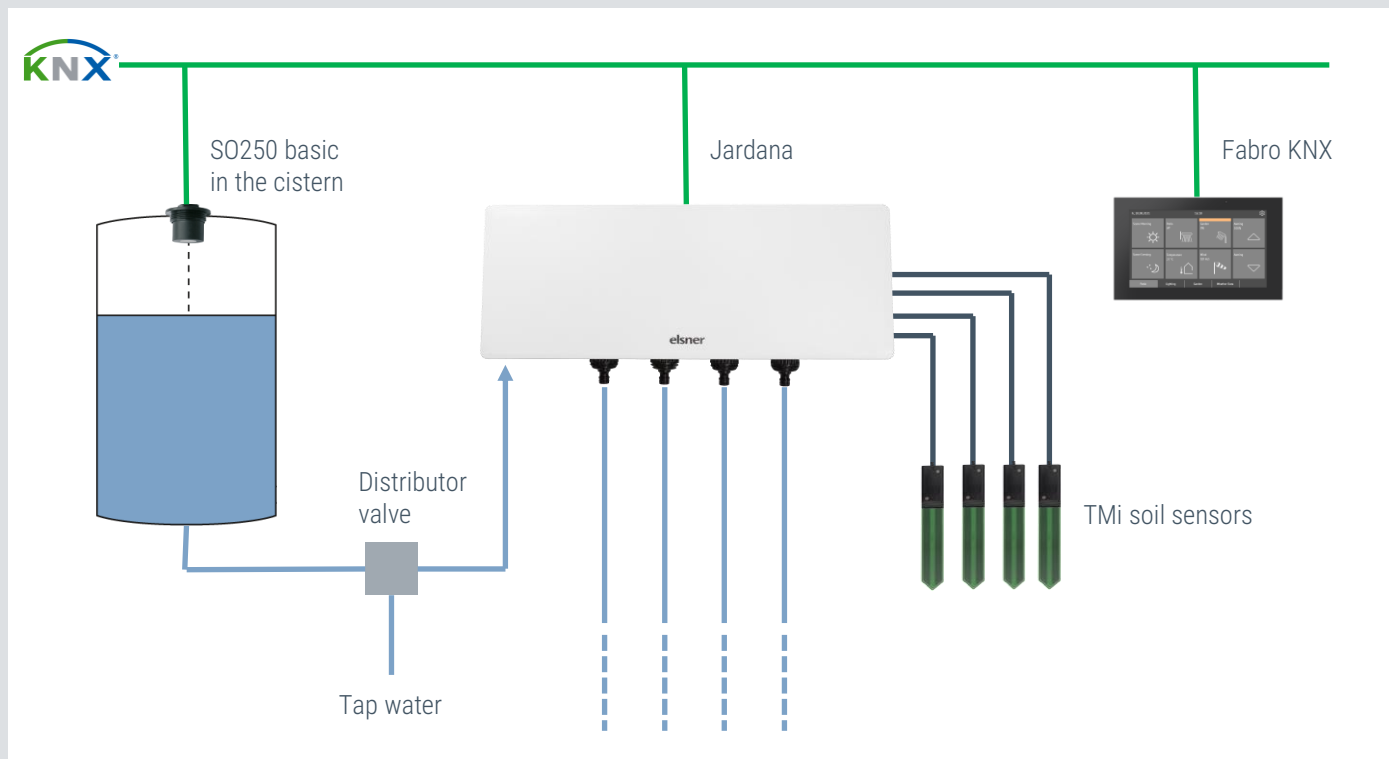 KNX®
SO250 basic
in the cistern
Jardana
Fabro KNX
elsner
Distributor
valve
TMi soil sensors
Tap water